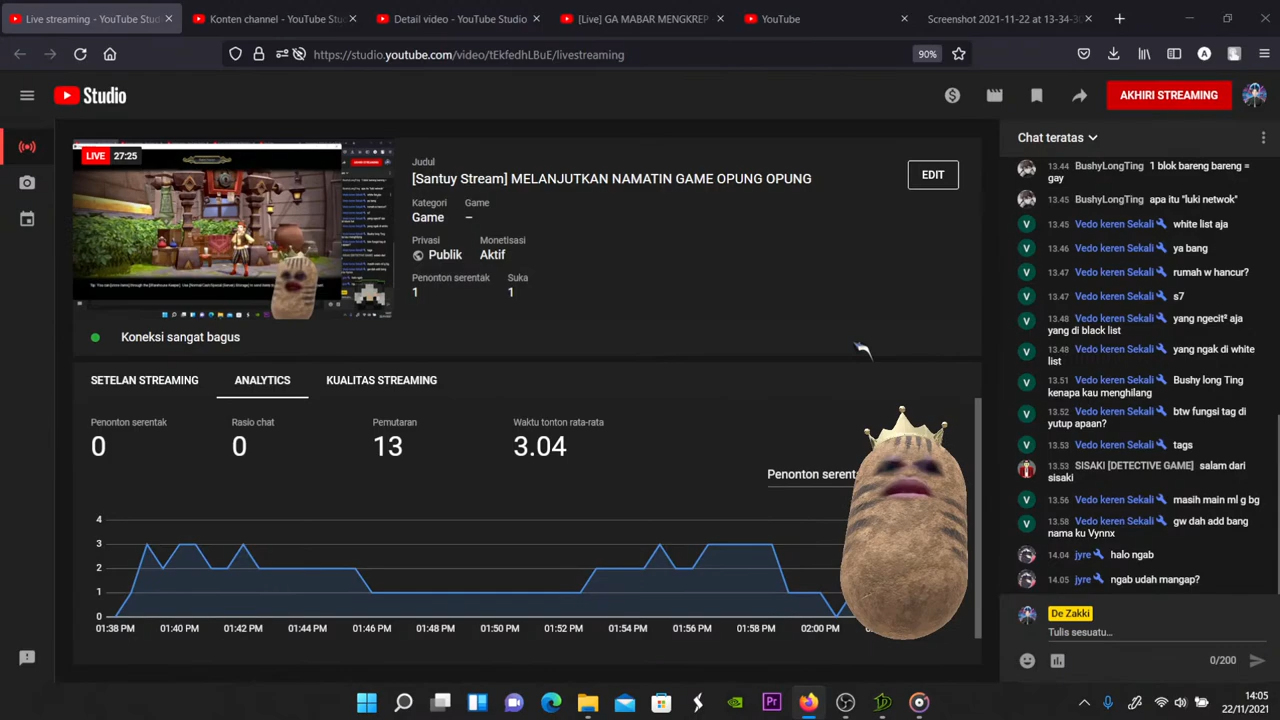 Live streaming - YouTube Stud
Konten channel - YouTube Stu
Detail video - YouTube Studio
[Live] GA MABAR MENGKREP
YouTube
Screenshot 2021-11-22 at 13-34-3
https://studio.youtube.com/video/tEkfedhLBuE/livestreaming
90%
Studio
AKHIRI STREAMING
LIVE 27:25
Judul
[Santuy Stream] MELANJUTKAN NAMATIN GAME OPUNG OPUNG
EDIT
Kategori Game
Game –
Privasi Monetisasi
Publik Aktif
Penonton serentak Suka
1 1
Koneksi sangat bagus
SETELAN STREAMING ANALYTICS KUALITAS STREAMING
Penonton serentak Rasio chat Pemutaran Waktu tonton rata-rata
0 0 13 3.04
Penonton serenta
4
3
2
1
0
01:38 PM 01:40 PM 01:42 PM 01:44 PM 01:46 PM 01:48 PM 01:50 PM 01:52 PM 01:54 PM 01:56 PM 01:58 PM 02:00 PM
Chat teratas
13.44 BushyLongTing 1 blok bareng bareng =
gay
13.45 BushyLongTing apa tu "luki netwok"
13.45 Vedo keren Sekali white list aja
13.46 Vedo keren Sekali ya bang
13.47 Vedo keren Sekali rumah w hancur?
13.47 Vedo keren Sekali s7
13.48 Vedo keren Sekali yang ngecit² aja
yang di black list
13.48 Vedo keren Sekali yang ngak di white
list
13.51 Vedo keren Sekali Bushy long Ting
kenapa kau menghilang
13.52 Vedo keren Sekali btw fungsi tag di
yutup apaan?
13.53 Vedo keren Sekali tags
13.53 SISAKI [DETECTIVE GAME] salam dari
sisaki
13.56 Vedo keren Sekali masih main ml g bg
13.58 Vedo keren Sekali gw dah add bang
nama ku Vynnx
14.04 jyre halo ngab
14.05 jyre ngab udah mangap?
De Zakki
Tulis sesuatu...
0/200
14:05
22/11/2021